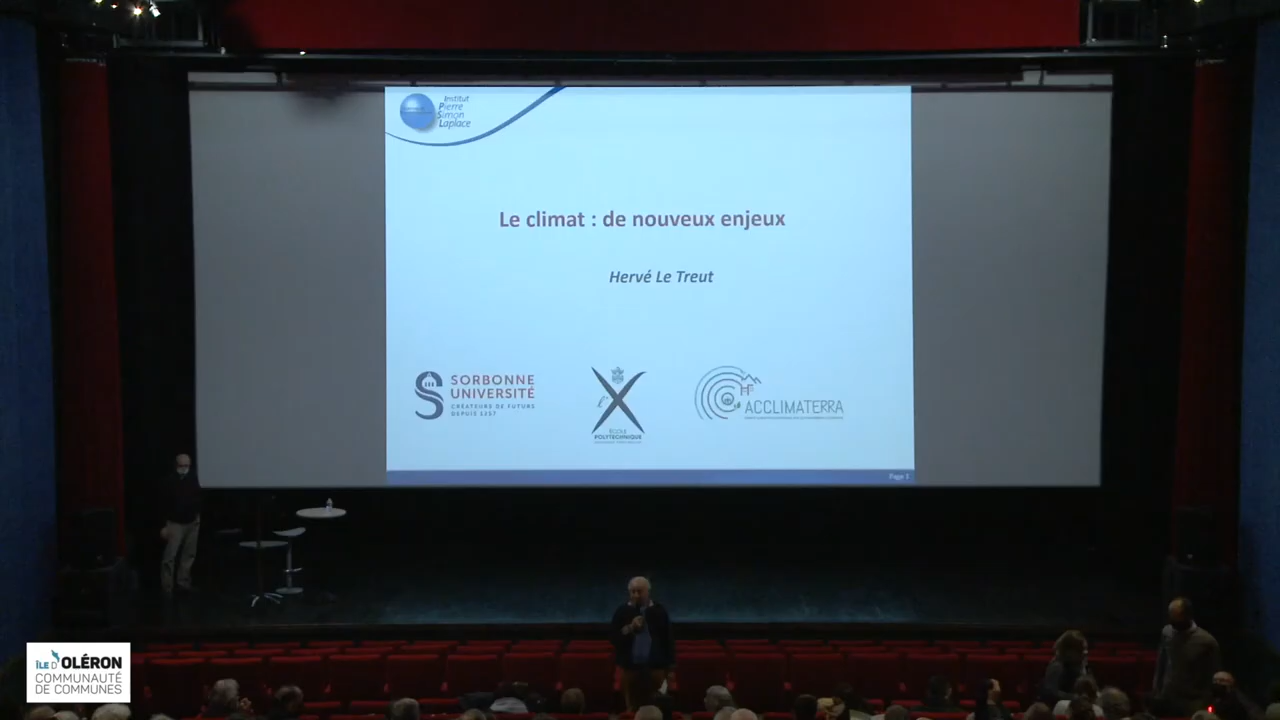 Institut
Pierre
Simon
Laplace
Le climat : de nouveux enjeux
Hervé Le Treut
SORBONNE
UNIVERSITÉ
CRÉATEURS DE FUTURS
DEPUIS 1257
ÉCOLE
POLYTECHNIQUE
ACCLIMATERRA
Page 1
ÎLE D'OLÉRON
COMMUNAUTÉ
DE COMMUNES